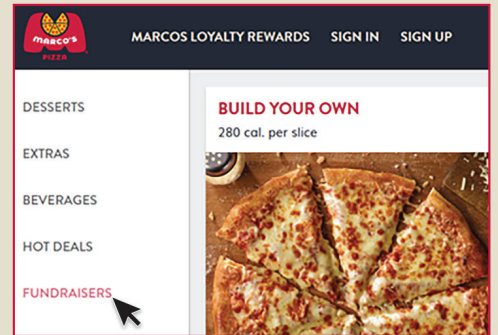 MARCO'S
PIZZA
MARCOS LOYALTY REWARDS SIGN IN SIGN UP
DESSERTS
EXTRAS
BEVERAGES
HOT DEALS
FUNDRAISERS
BUILD YOUR OWN
280 cal. per slice